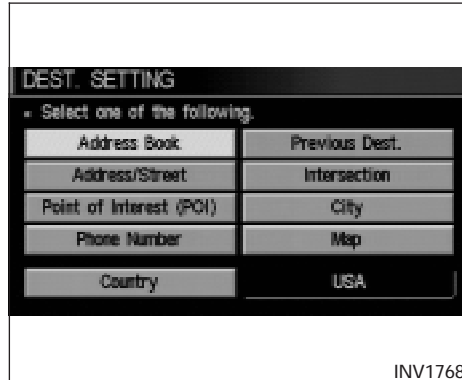 DEST. SETTING
Select one of the following.
Address Book Previous Dest.
Address/Street Intersection
Point of Interest (POI) City
Phone Number Map
Country USA
INV1768